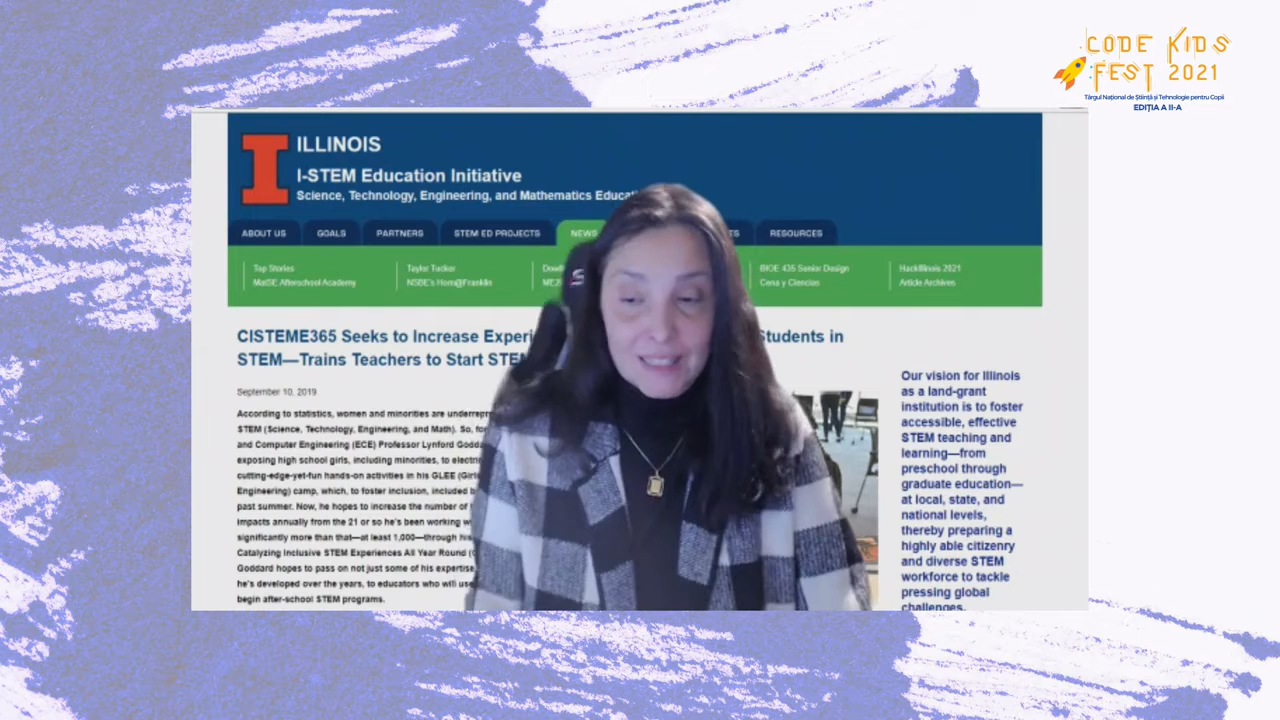 CODE KIDS
FEST 2021
Târgul Național de Știință și Tehnologie pentru Copii
EDIȚIA A II-A
ILLINOIS
I-STEM Education Initiative
Science, Technology, Engineering, and Mathematics
ABOUT US GOALS PARTNERS STEM ED PROJECTS NEWS RESOURCES
Top Stories Taylor Tucker BIOE 435 Senior Design HackIllinois 2021
MatSE Afterschool Academy NSBE's Hom@Franklin Cena y Ciencias Article Archives
CISTEME365 Seeks to Increase Students in
STEM—Trains Teachers to Start
September 10, 2019
According to statistics, women and minorities are
STEM (Science, Technology, Engineering, and Math). So,
and Computer Engineering (ECE) Professor Lynford
exposing high school girls, including minorities, to
cutting-edge-yet-fun hands-on activities in his GLEE
Engineering) camp, which, to foster inclusion, included
past summer. Now, he hopes to increase the number of
impacts annually from the 21 or so he's been working
significantly more than that—at least 1,000—through
Catalyzing Inclusive STEM Experiences All Year Round
Goddard hopes to pass on not just some of his expertise,
he's developed over the years, to educators who will use
begin after-school STEM programs.
Our vision for Illinois
as a land-grant
institution is to foster
accessible, effective
STEM teaching and
learning—from
preschool through
graduate education—
at local, state, and
national levels,
thereby preparing a
highly able citizenry
and diverse STEM
workforce to tackle
pressing global
challenges.